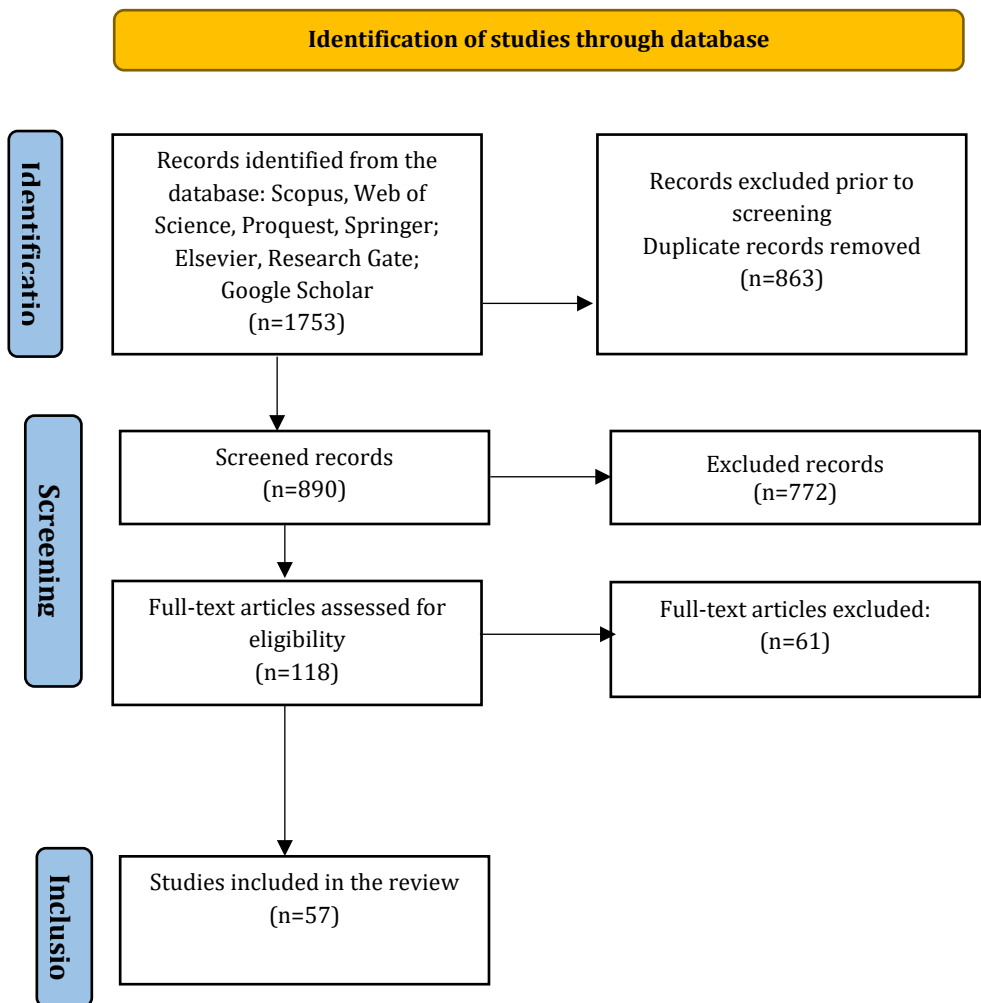 Identification of studies through database
Identificatio
Records identified from the
database: Scopus, Web of
Science, Proquest, Springer;
Elsevier, Research Gate;
Google Scholar
(n=1753)
Records excluded prior to
screening
Duplicate records removed
(n=863)
Screening
Screened records
(n=890)
Excluded records
(n=772)
Full-text articles assessed for
eligibility
(n=118)
Full-text articles excluded:
(n=61)
Inclusio
Studies included in the review
(n=57)